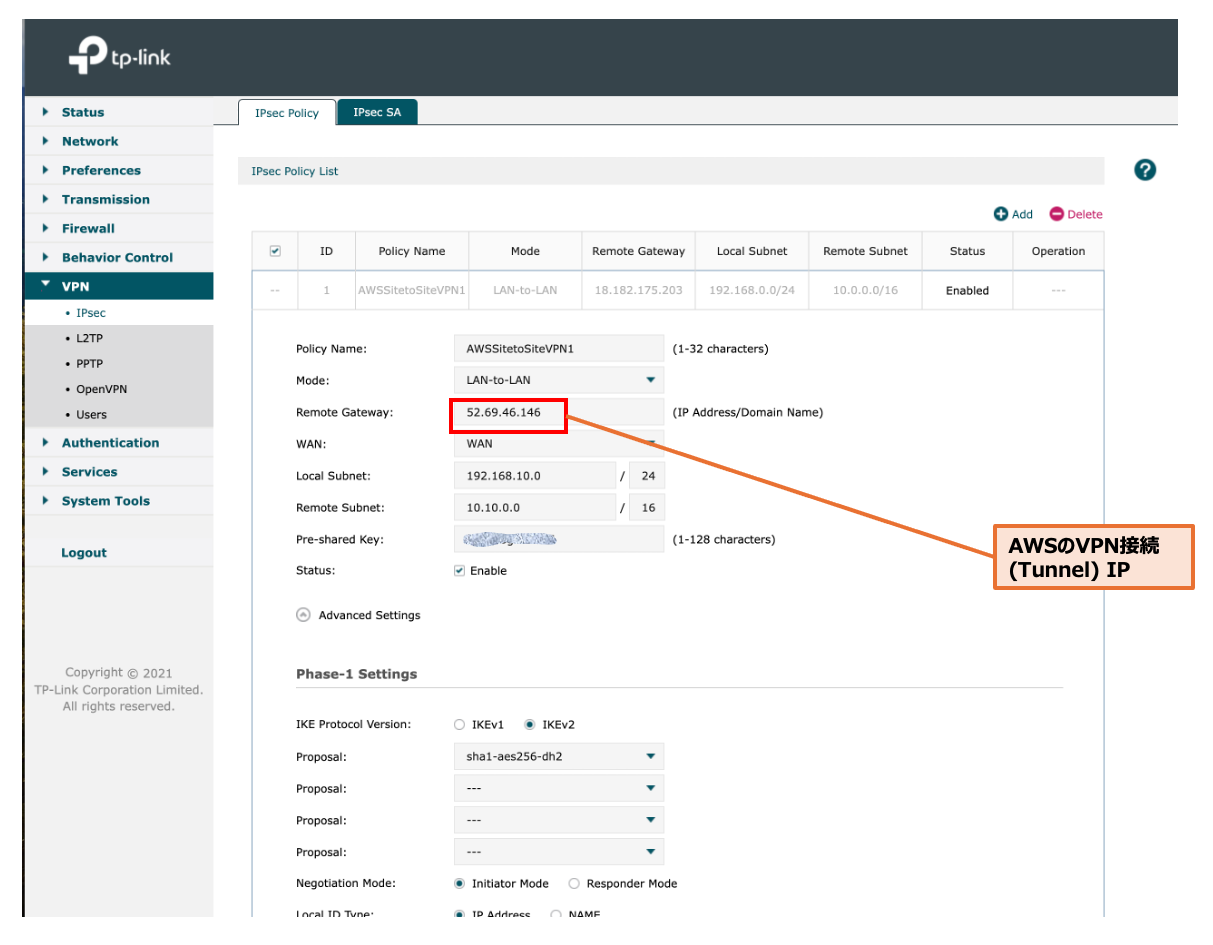 tp-link
Status
Network
Preferences
Transmission
Firewall
Behavior Control
VPN
• IPsec
• L2TP
• PPTP
• OpenVPN
• Users
Authentication
Services
System Tools
Logout
Copyright © 2021
TP-Link Corporation Limited.
All rights reserved.
IPsec Policy IPsec SA
IPsec Policy List
?
Add Delete
ID Policy Name Mode Remote Gateway Local Subnet Remote Subnet Status Operation
-- 1 AWSSitetoSiteVPN1 LAN-to-LAN 18.182.175.203 192.168.0.0/24 10.0.0.0/16 Enabled ---
Policy Name: AWSSitetoSiteVPN1 (1-32 characters)
Mode: LAN-to-LAN
Remote Gateway: 52.69.46.146 (IP Address/Domain Name)
WAN: WAN
Local Subnet: 192.168.10.0 / 24
Remote Subnet: 10.10.0.0 / 16
Pre-shared Key: (1-128 characters)
Status: Enable
AWSのVPN接続
(Tunnel) IP
Advanced Settings
Phase-1 Settings
IKE Protocol Version: IKEv1 IKEv2
Proposal: sha1-aes256-dh2
Proposal: ---
Proposal: ---
Proposal: ---
Negotiation Mode: Initiator Mode Responder Mode
Local ID Type: IP Address NAME